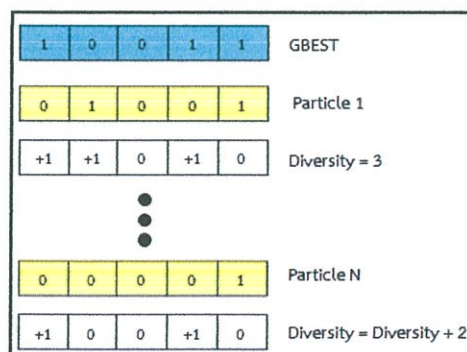 1 0 0 1 1 GBEST
0 1 0 0 1 Particle 1
+1 +1 0 +1 0 Diversity = 3
0 0 0 0 1 Particle N
+1 0 0 +1 0 Diversity = Diversity + 2